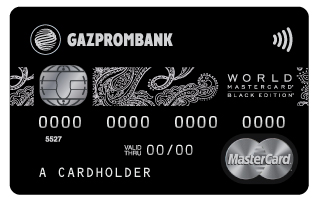 GAZPROMBANK
WORLD
MASTERCARD®
BLACK EDITION®
0000 0000 0000 0000
5527
VALID
THRU 00/00
A CARDHOLDER
MasterCard